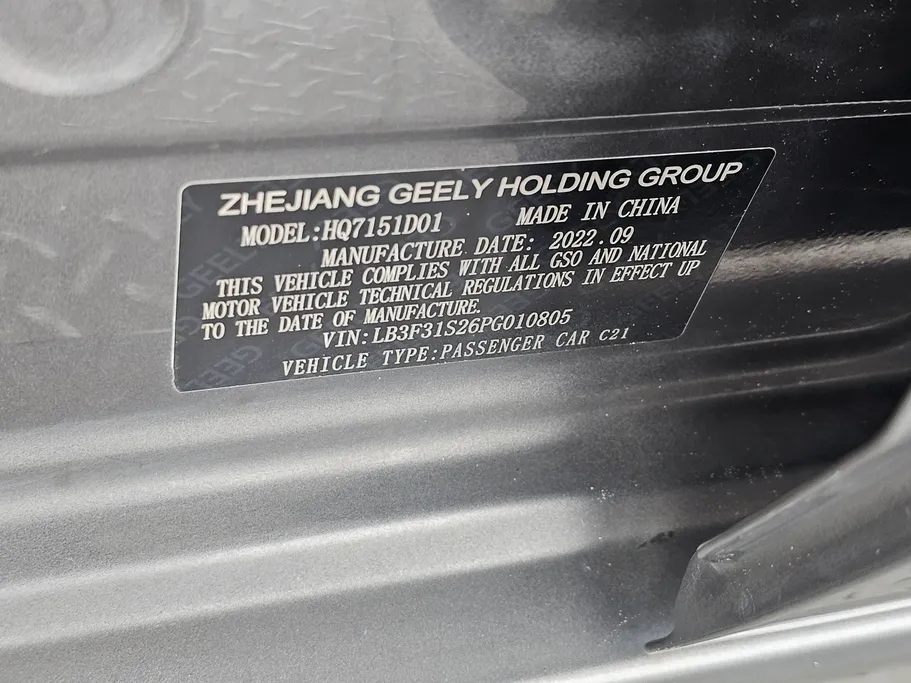 ZHEJIANG GEELY HOLDING GROUP
MODEL:HQ7151D01 MADE IN CHINA
MANUFACTURE DATE: 2022.09
THIS VEHICLE COMPLIES WITH ALL GSO AND NATIONAL
MOTOR VEHICLE TECHNICAL REGULATIONS IN EFFECT UP
TO THE DATE OF MANUFACTURE.
VIN:LB3F31S26PG010805
VEHICLE TYPE:PASSENGER CAR C21